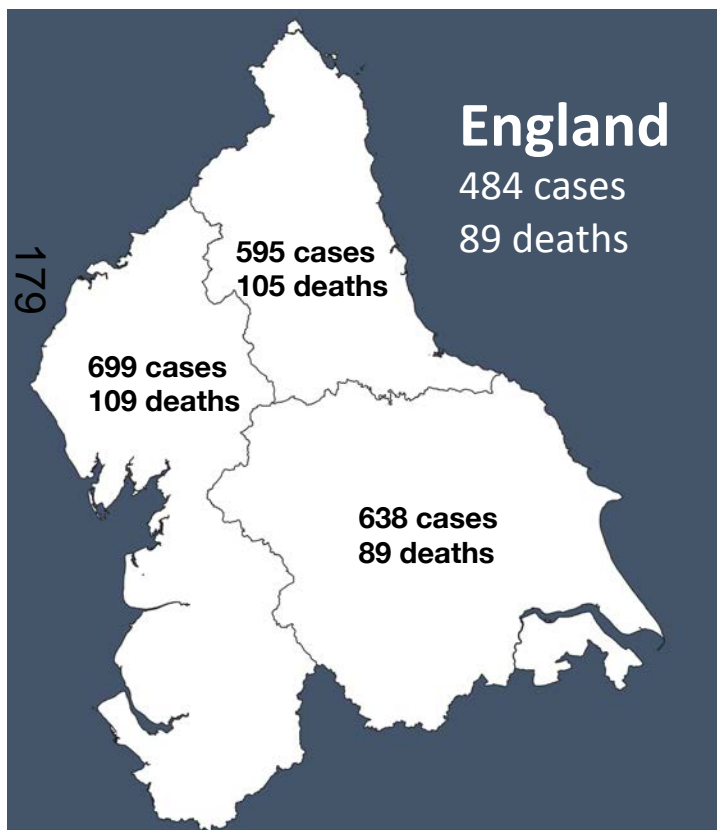 England
484 cases
89 deaths
595 cases
105 deaths
179
699 cases
109 deaths
638 cases
89 deaths